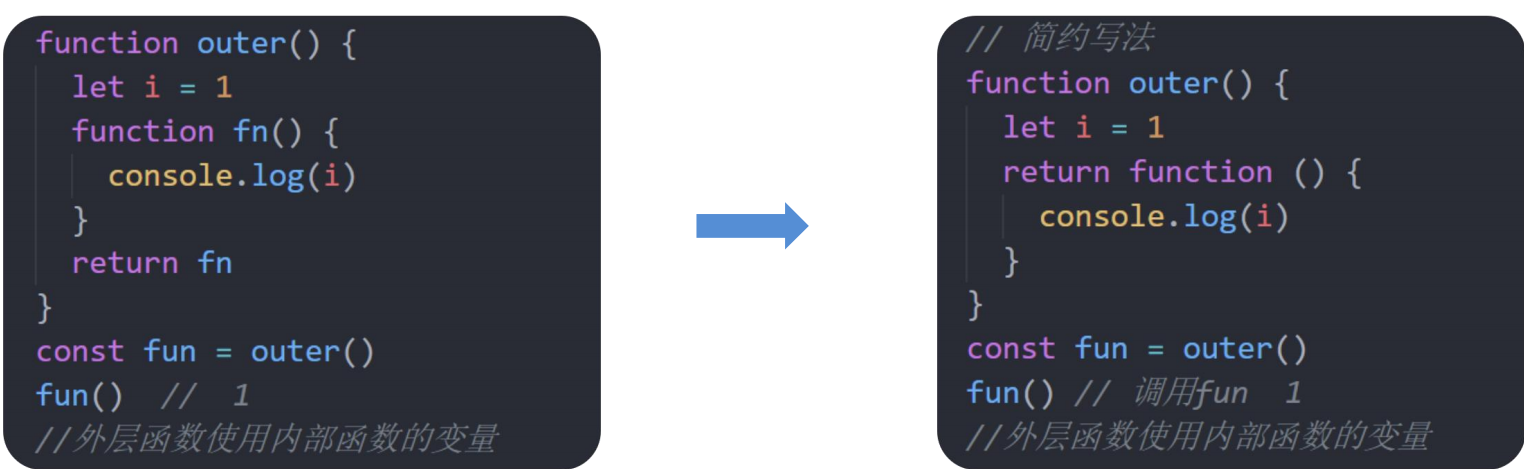 function outer() {
  let i = 1
  function fn() {
    console.log(i)
  }
  return fn
}
const fun = outer()
fun()  //  1
//外层函数使用内部函数的变量
// 简约写法
function outer() {
  let i = 1
  return function () {
    console.log(i)
  }
}
const fun = outer()
fun() // 调用fun  1
//外层函数使用内部函数的变量